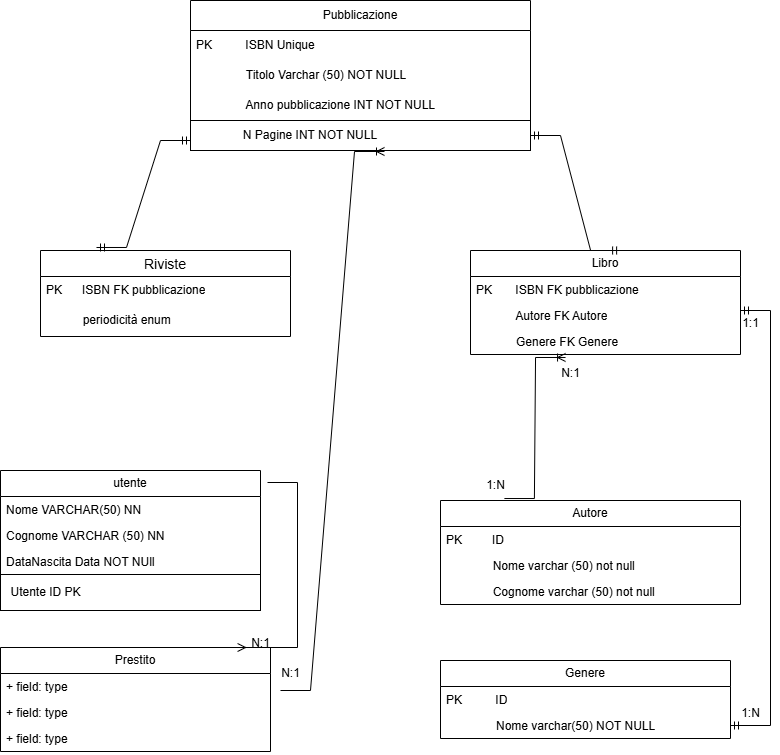 Pubblicazione
PK ISBN Unique
Titolo Varchar (50) NOT NULL
Anno pubblicazione INT NOT NULL
N Pagine INT NOT NULL
Riviste
PK ISBN FK pubblicazione
periodicità enum
Libro
PK ISBN FK pubblicazione
Autore FK Autore
Genere FK Genere
1:1
N:1
1:N
utente
Nome VARCHAR(50) NN
Cognome VARCHAR (50) NN
DataNascita Data NOT NUll
Utente ID PK
Autore
PK ID
Nome varchar (50) not null
Cognome varchar (50) not null
N:1
Prestito
N:1
+ field: type
+ field: type
+ field: type
Genere
PK ID
Nome varchar(50) NOT NULL
1:N